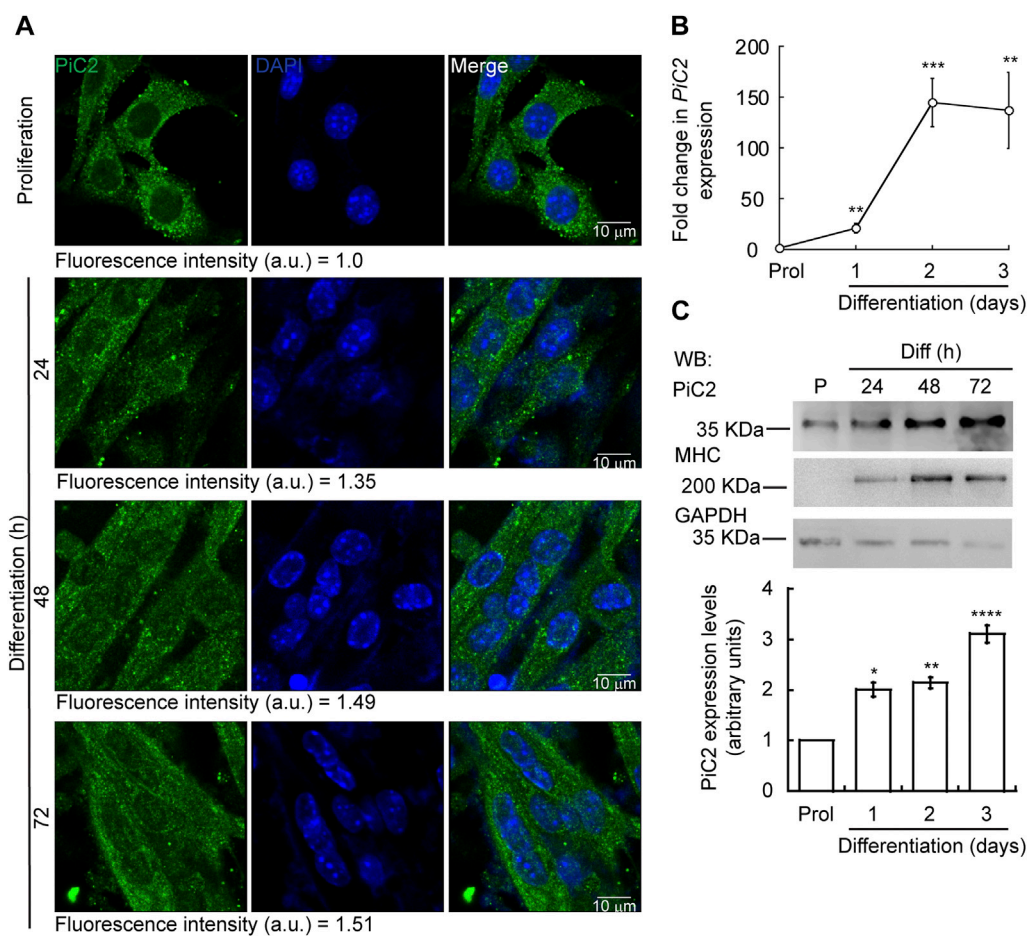 A
PiC2 DAPI Merge
Proliferation
10 μm
Fluorescence intensity (a.u.) = 1.0
Differentiation (h)
24
10 μm
Fluorescence intensity (a.u.) = 1.35
48
10 μm
Fluorescence intensity (a.u.) = 1.49
72
10 μm
Fluorescence intensity (a.u.) = 1.51
B
Fold change in PiC2
expression
200
150
100
50
0
**
***
**
Prol 1 2 3
Differentiation (days)
C
WB:
Diff (h)
PiC2
P 24 48 72
35 KDa
MHC
200 KDa
GAPDH
35 KDa
PiC2 expression levels
(arbitrary units)
4
3
2
1
0
*
**
****
Prol 1 2 3
Differentiation (days)